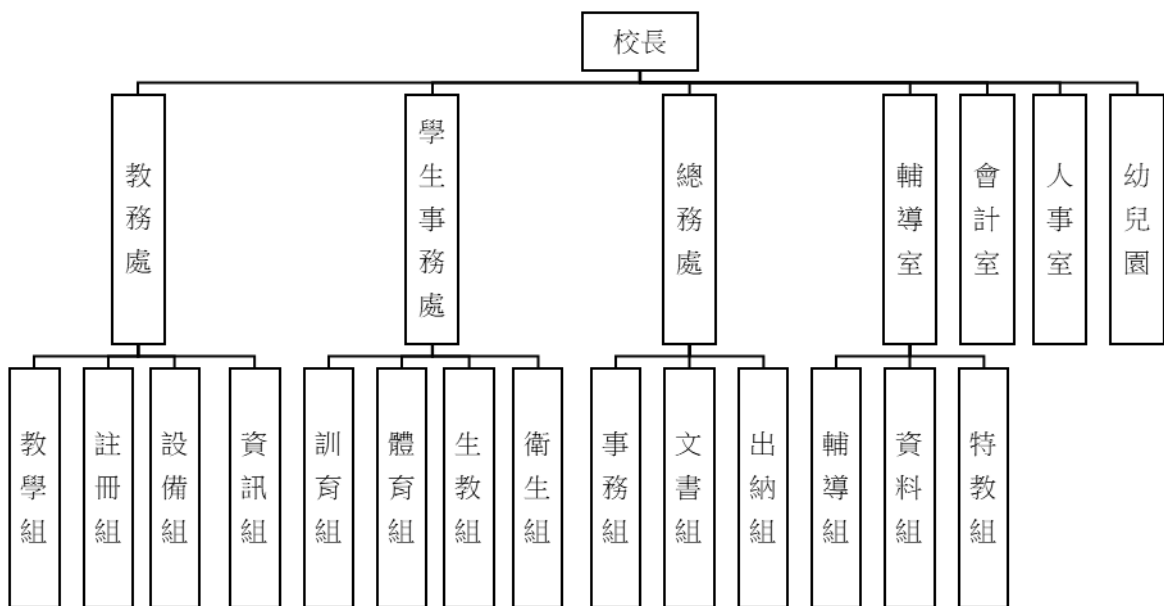 校長
教務處
學生事務處
總務處
輔導室
會計室
人事室
幼兒園
教學組
註冊組
設備組
資訊組
訓育組
體育組
生教組
衛生組
事務組
文書組
出納組
輔導組
資料組
特教組